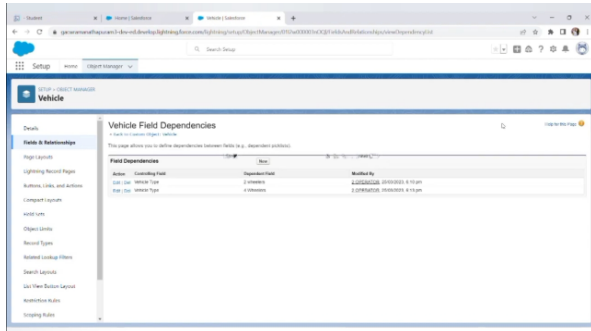 Student
Home | Salesforce
Vehicle | Salesforce
Search Setup
Setup
Home
Object Manager
SETUP > OBJECT MANAGER
Vehicle
Details
Fields & Relationships
Page Layouts
Lightning Record Pages
Buttons, Links, and Actions
Compact Layouts
Field Sets
Object Limits
Record Types
Related Lookup Filters
Search Layouts
List View Button Layout
Restriction Rules
Scoping Rules
Vehicle Field Dependencies
Help for this Page
« Back to Custom Object: Vehicle
This page allows you to define dependencies between fields (e.g., dependent picklists).
Field Dependencies
New
Action Controlling Field Dependent Field Modified By
Edit | Del Vehicle Type 2 Wheelers
Edit | Del Vehicle Type 4 Wheelers